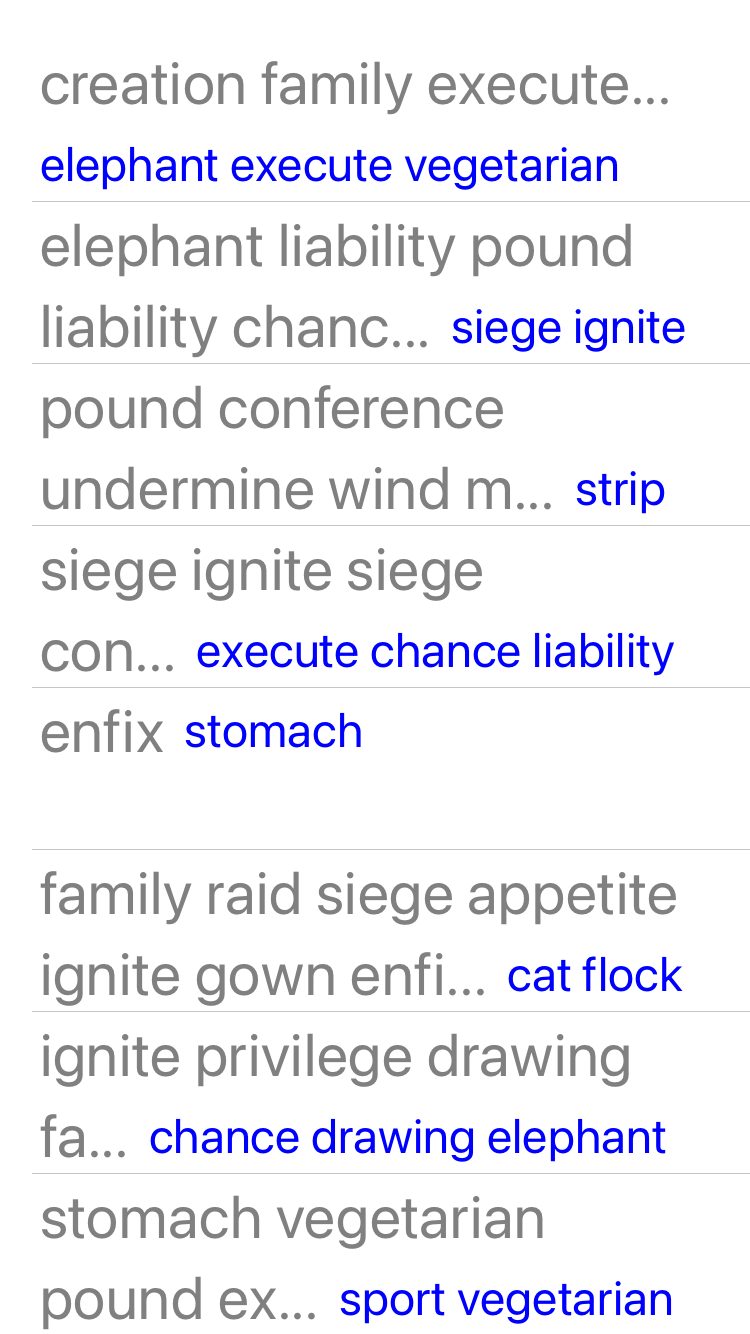 creation family execute...
elephant execute vegetarian
elephant liability pound
liability chanc... siege ignite
pound conference
undermine wind m... strip
siege ignite siege
con... execute chance liability
enfix stomach
family raid siege appetite
ignite gown enfi... cat flock
ignite privilege drawing
fa... chance drawing elephant
stomach vegetarian
pound ex... sport vegetarian